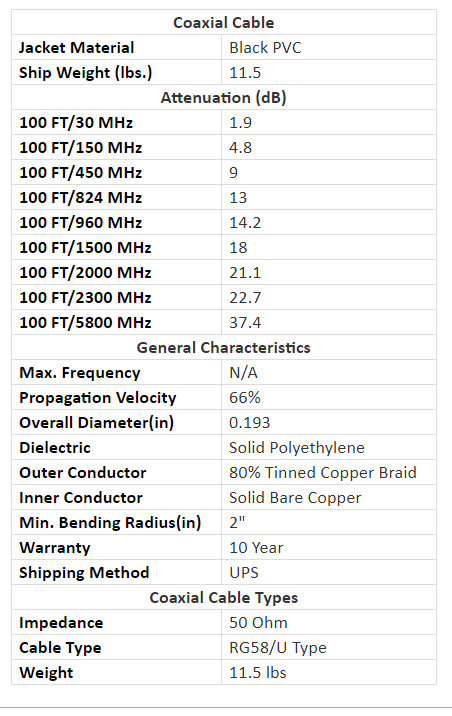 Coaxial Cable
Jacket Material Black PVC
Ship Weight (lbs.) 11.5
Attenuation (dB)
100 FT/30 MHz 1.9
100 FT/150 MHz 4.8
100 FT/450 MHz 9
100 FT/824 MHz 13
100 FT/960 MHz 14.2
100 FT/1500 MHz 18
100 FT/2000 MHz 21.1
100 FT/2300 MHz 22.7
100 FT/5800 MHz 37.4
General Characteristics
Max. Frequency N/A
Propagation Velocity 66%
Overall Diameter(in) 0.193
Dielectric Solid Polyethylene
Outer Conductor 80% Tinned Copper Braid
Inner Conductor Solid Bare Copper
Min. Bending Radius(in) 2"
Warranty 10 Year
Shipping Method UPS
Coaxial Cable Types
Impedance 50 Ohm
Cable Type RG58/U Type
Weight 11.5 lbs